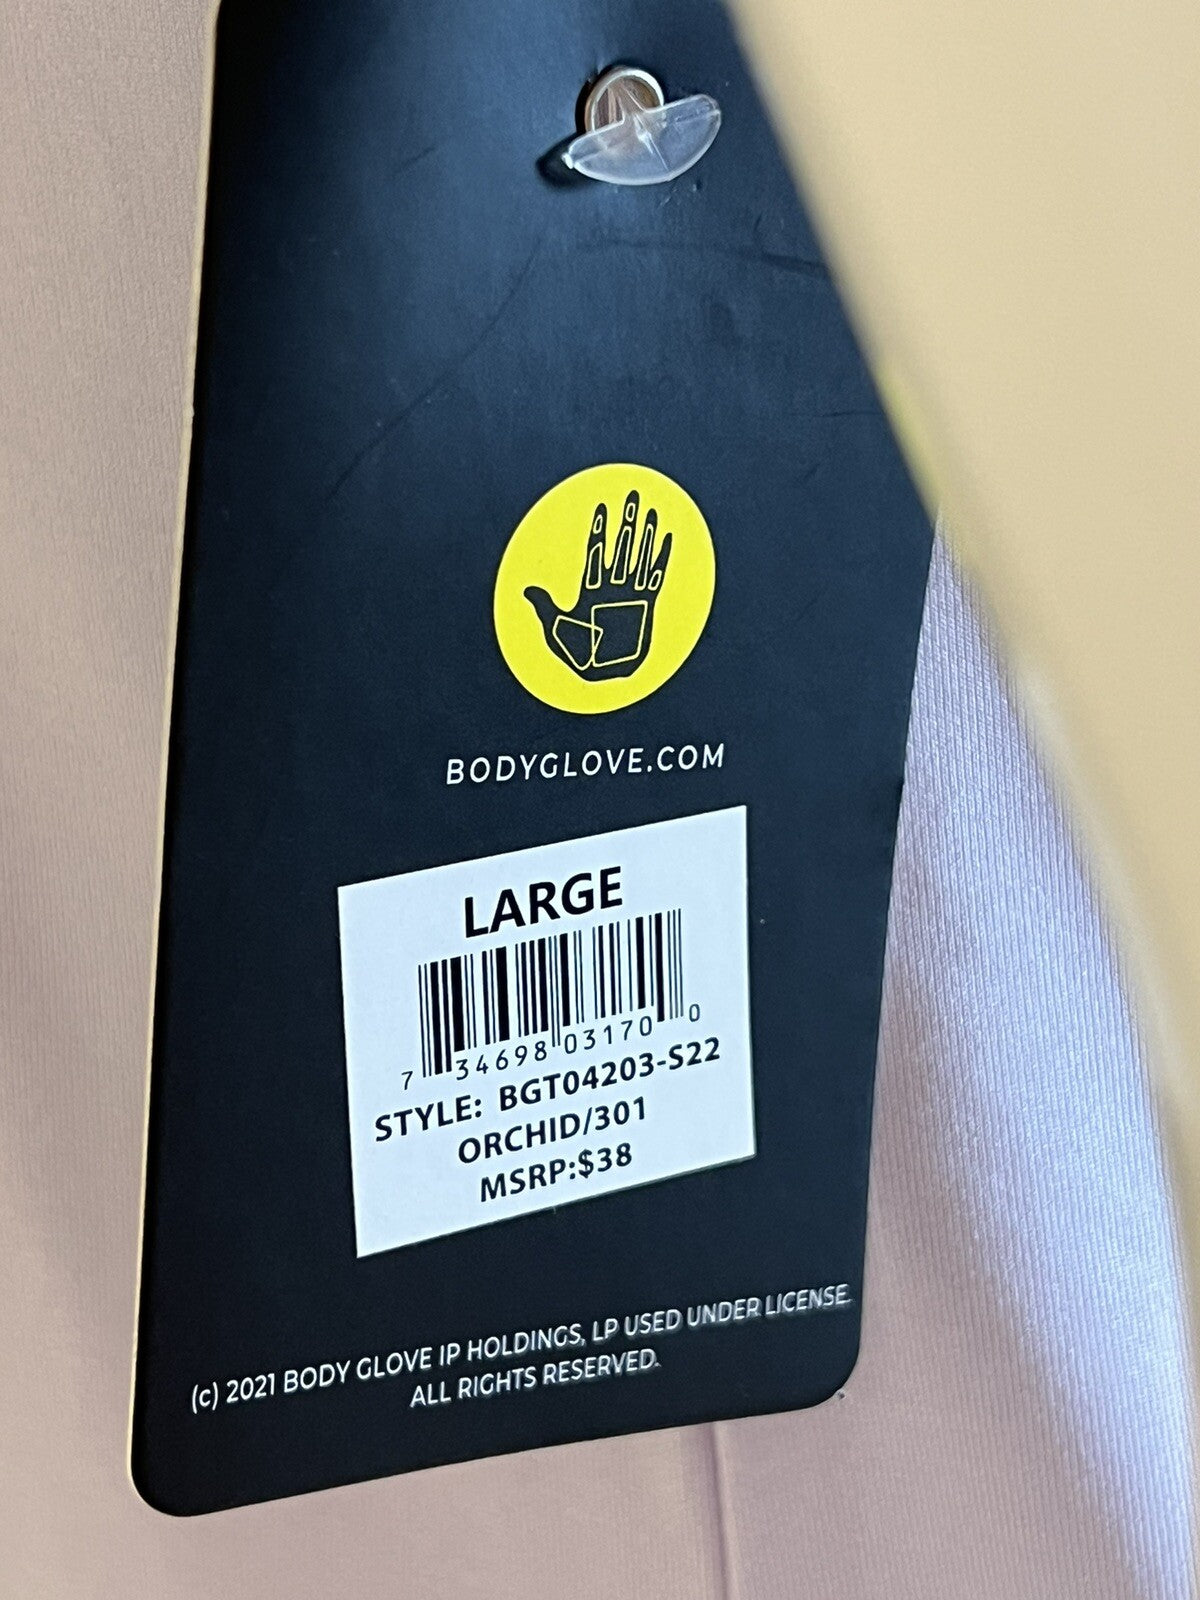 BODYGLOVE.COM
LARGE
7 34698 03170 0
STYLE: BGT04203-S22
ORCHID/301
MSRP:$38
(c) 2021 BODY GLOVE IP HOLDINGS, LP USED UNDER LICENSE.
ALL RIGHTS RESERVED.